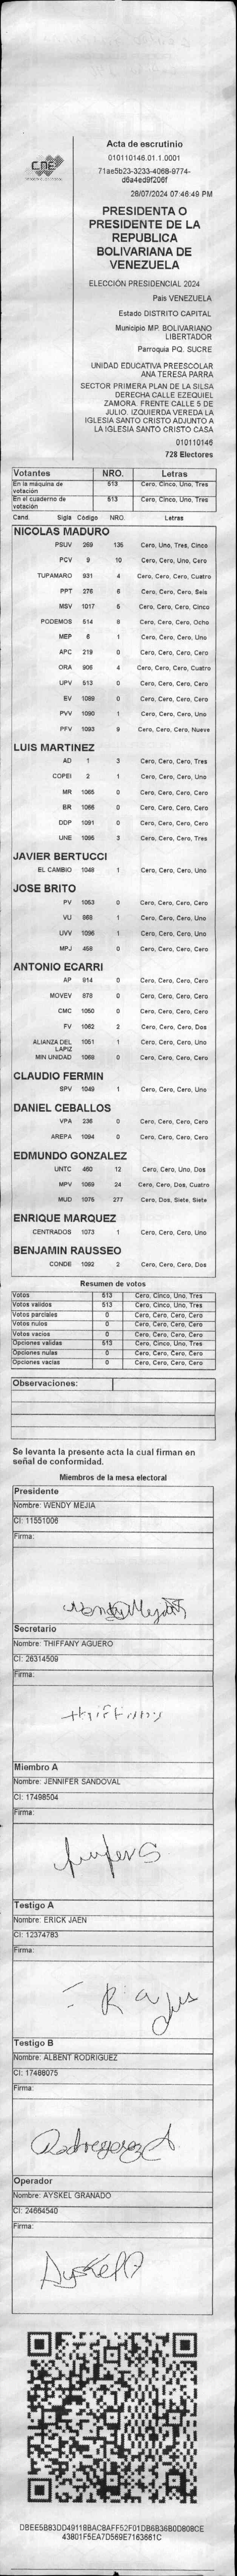 CNE
Acta de escrutinio
010110146.01.1.0001
71ae5b23-3233-4068-9774-
d6a4ed9f206f
28/07/2024 07:46:49 PM
PRESIDENTA O
PRESIDENTE DE LA
REPUBLICA
BOLIVARIANA DE
VENEZUELA
ELECCIÓN PRESIDENCIAL 2024
Pais VENEZUELA
Estado DISTRITO CAPITAL
Municipio MP. BOLIVARIANO
LIBERTADOR
Parroquia PQ. SUCRE
UNIDAD EDUCATIVA PREESCOLAR
ANA TERESA PARRA
SECTOR PRIMERA PLAN DE LA SILSA
DERECHA CALLE EZEQUIEL
ZAMORA. FRENTE CALLE 5 DE
JULIO. IZQUIERDA VEREDA LA
IGLESIA SANTO CRISTO ADJUNTO A
LA IGLESIA SANTO CRISTO CASA
010110146
728 Electores
Votantes NRO. Letras
En la máquina de votación 513 Cero, Cinco, Uno, Tres
En el cuaderno de votación 513 Cero, Cinco, Uno, Tres
Cand. Sigla Código NRO. Letras
NICOLAS MADURO
PSUV 269 135 Cero, Uno, Tres, Cinco
PCV 9 10 Cero, Cero, Uno, Cero
TUPAMARO 931 4 Cero, Cero, Cero, Cuatro
PPT 276 6 Cero, Cero, Cero, Seis
MSV 1017 5 Cero, Cero, Cero, Cinco
PODEMOS 514 8 Cero, Cero, Cero, Ocho
MEP 6 1 Cero, Cero, Cero, Uno
APC 219 0 Cero, Cero, Cero, Cero
ORA 906 4 Cero, Cero, Cero, Cuatro
UPV 513 0 Cero, Cero, Cero, Cero
EV 1089 0 Cero, Cero, Cero, Cero
PVV 1090 1 Cero, Cero, Cero, Uno
PFV 1093 9 Cero, Cero, Cero, Nueve
LUIS MARTINEZ
AD 1 3 Cero, Cero, Cero, Tres
COPEI 2 1 Cero, Cero, Cero, Uno
MR 1065 0 Cero, Cero, Cero, Cero
BR 1066 0 Cero, Cero, Cero, Cero
DDP 1091 0 Cero, Cero, Cero, Cero
UNE 1095 3 Cero, Cero, Cero, Tres
JAVIER BERTUCCI
EL CAMBIO 1048 1 Cero, Cero, Cero, Uno
JOSE BRITO
PV 1053 0 Cero, Cero, Cero, Cero
VU 868 1 Cero, Cero, Cero, Uno
UVV 1096 1 Cero, Cero, Cero, Uno
MPJ 458 0 Cero, Cero, Cero, Cero
ANTONIO ECARRI
AP 814 0 Cero, Cero, Cero, Cero
MOVEV 878 0 Cero, Cero, Cero, Cero
CMC 1050 0 Cero, Cero, Cero, Cero
FV 1062 2 Cero, Cero, Cero, Dos
ALIANZA DEL LAPIZ 1051 1 Cero, Cero, Cero, Uno
MIN UNIDAD 1068 0 Cero, Cero, Cero, Cero
CLAUDIO FERMIN
SPV 1049 1 Cero, Cero, Cero, Uno
DANIEL CEBALLOS
VPA 236 0 Cero, Cero, Cero, Cero
AREPA 1094 0 Cero, Cero, Cero, Cero
EDMUNDO GONZALEZ
UNTC 460 12 Cero, Cero, Uno, Dos
MPV 1069 24 Cero, Cero, Dos, Cuatro
MUD 1075 277 Cero, Dos, Siete, Siete
ENRIQUE MARQUEZ
CENTRADOS 1073 1 Cero, Cero, Cero, Uno
BENJAMIN RAUSSEO
CONDE 1092 2 Cero, Cero, Cero, Dos
Resumen de votos
Votos 513 Cero, Cinco, Uno, Tres
Votos validos 513 Cero, Cinco, Uno, Tres
Votos parciales 0 Cero, Cero, Cero, Cero
Votos nulos 0 Cero, Cero, Cero, Cero
Votos vacios 0 Cero, Cero, Cero, Cero
Opciones validas 513 Cero, Cinco, Uno, Tres
Opciones nulas 0 Cero, Cero, Cero, Cero
Opciones vacias 0 Cero, Cero, Cero, Cero
Observaciones:
Se levanta la presente acta la cual firman en
señal de conformidad.
Miembros de la mesa electoral
Presidente
Nombre: WENDY MEJIA
CI: 11551006
Firma:
Wendy Mejia
Secretario
Nombre: THIFFANY AGUERO
CI: 26314509
Firma:
thiffany
Miembro A
Nombre: JENNIFER SANDOVAL
CI: 17498504
Firma:
Testigo A
Nombre: ERICK JAEN
CI: 12374783
Firma:
Testigo B
Nombre: ALBENT RODRIGUEZ
CI: 17486075
Firma:
Operador
Nombre: AYSKEL GRANADO
CI: 24664540
Firma:
DBEE5B83DD49118BAC8AFF52F01DB6B36B0D808CE
43801F5EA7D569E7163661C